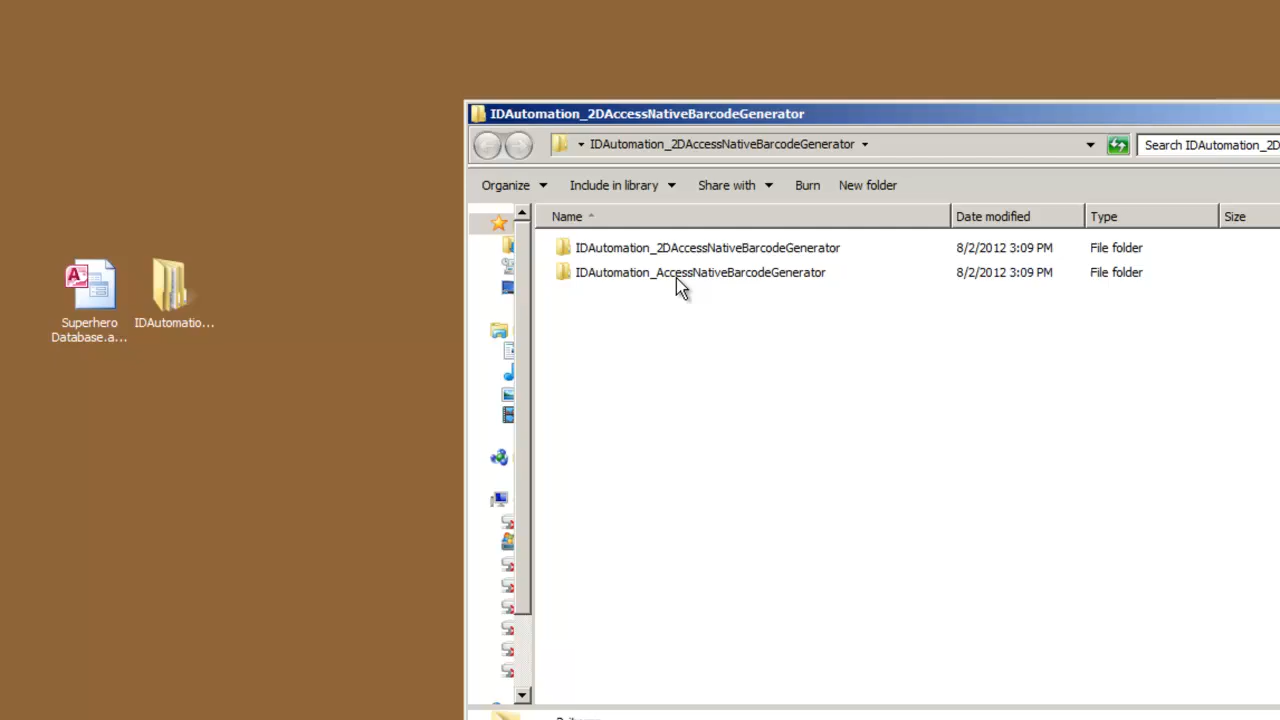 IDAutomation_2DAccessNativeBarcodeGenerator
IDAutomation_2DAccessNativeBarcodeGenerator
Search IDAutomation_2D
Organize
Include in library
Share with
Burn
New folder
Name
Date modified
Type
Size
IDAutomation_2DAccessNativeBarcodeGenerator 8/2/2012 3:09 PM File folder
IDAutomation_AccessNativeBarcodeGenerator 8/2/2012 3:09 PM File folder
Superhero
Database.a...
IDAutomatio...